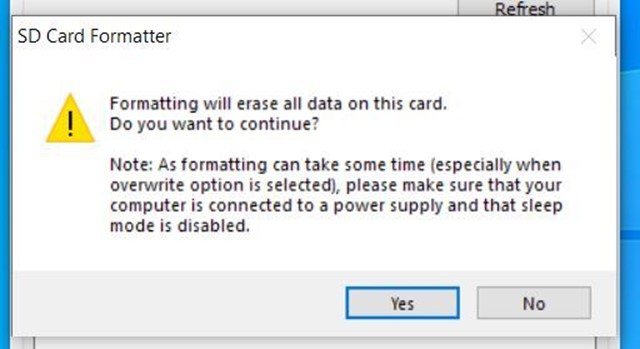 Refresh
SD Card Formatter
Formatting will erase all data on this card.
Do you want to continue?
Note: As formatting can take some time (especially when
overwrite option is selected), please make sure that your
computer is connected to a power supply and that sleep
mode is disabled.
Yes
No